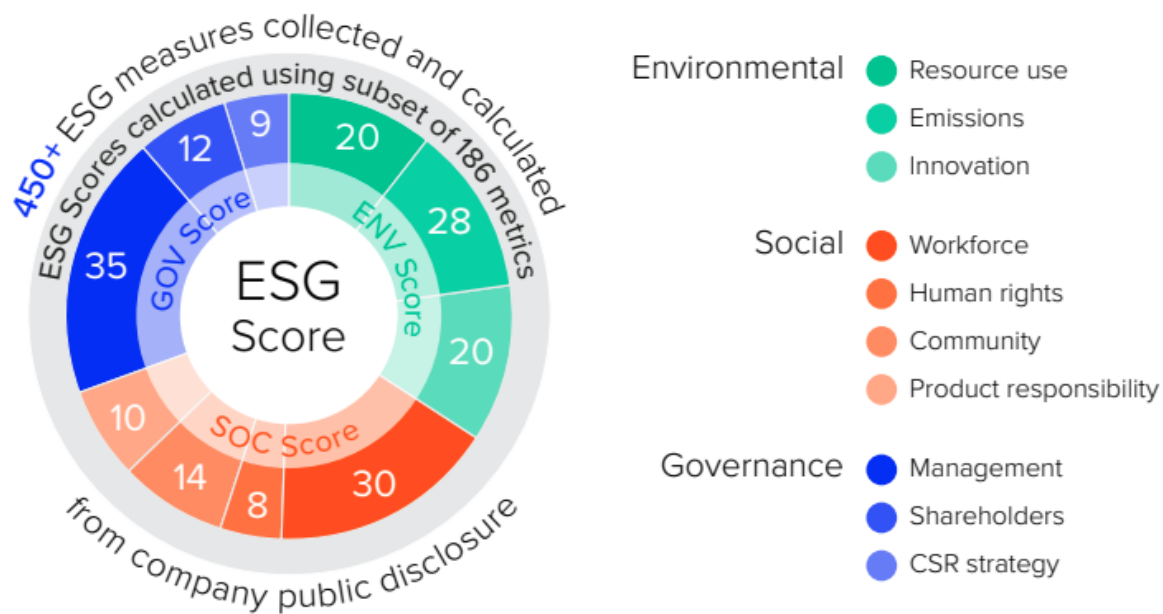 450+ ESG measures collected and calculated
from company public disclosure
ESG Scores calculated using subset of 186 metrics
ESG
Score
ENV Score
20
28
20
SOC Score
30
8
14
10
GOV Score
35
12
9
Environmental
Resource use
Emissions
Innovation
Social
Workforce
Human rights
Community
Product responsibility
Governance
Management
Shareholders
CSR strategy